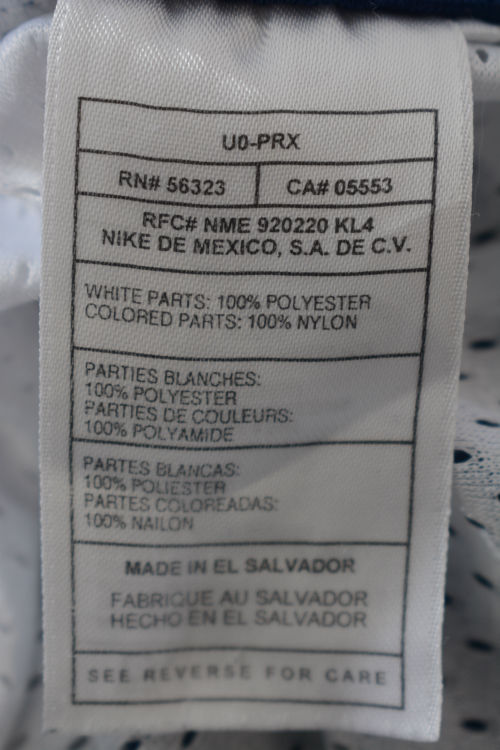 U0-PRX
RN# 56323 CA# 05553
RFC# NME 920220 KL4
NIKE DE MEXICO, S.A. DE C.V.
WHITE PARTS: 100% POLYESTER
COLORED PARTS: 100% NYLON
PARTIES BLANCHES:
100% POLYESTER
PARTIES DE COULEURS:
100% POLYAMIDE
PARTES BLANCAS:
100% POLIESTER
PARTES COLOREADAS:
100% NAILON
MADE IN EL SALVADOR
FABRIQUE AU SALVADOR
HECHO EN EL SALVADOR
SEE REVERSE FOR CARE